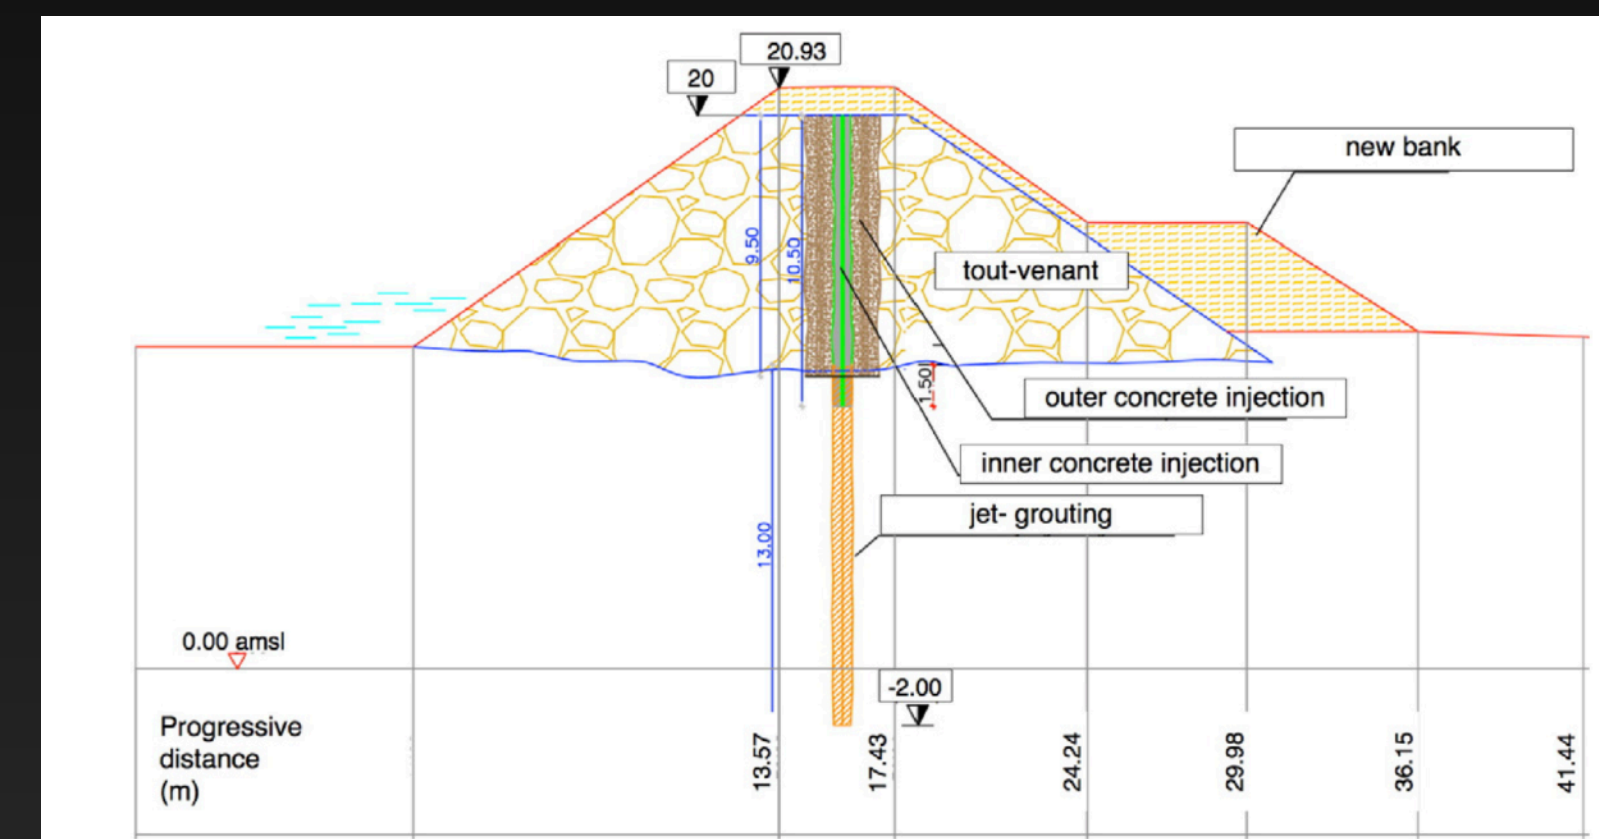 20.93
20
new bank
9.50
10.50
tout-venant
1.50
outer concrete injection
inner concrete injection
jet- grouting
13.00
0.00 amsl
-2.00
Progressive
distance
(m)
13.57
17.43
24.24
29.98
36.15
41.44